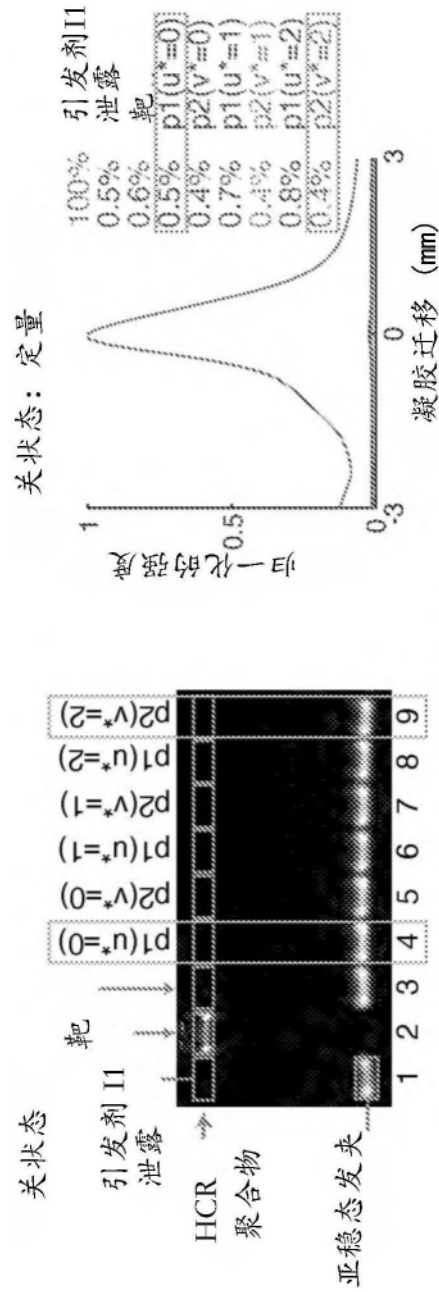 关状态
引发剂 I1
泄露
靶
p1(u*=0)
p2(v*=0)
p1(u*=1)
p2(v*=1)
p1(u*=2)
p2(v*=2)
HCR
聚合物
亚稳态发夹
1 2 3 4 5 6 7 8 9
关状态: 定量
归一化的强度
1
0.5
0
-3 0 3
凝胶迁移 (mm)
100% 引发剂I1
0.5% 泄露
0.6% 靶
0.5% p1(u*=0)
0.4% p2(v*=0)
0.7% p1(u*=1)
0.4% p2(v*=1)
0.8% p1(u*=2)
0.4% p2(v*=2)